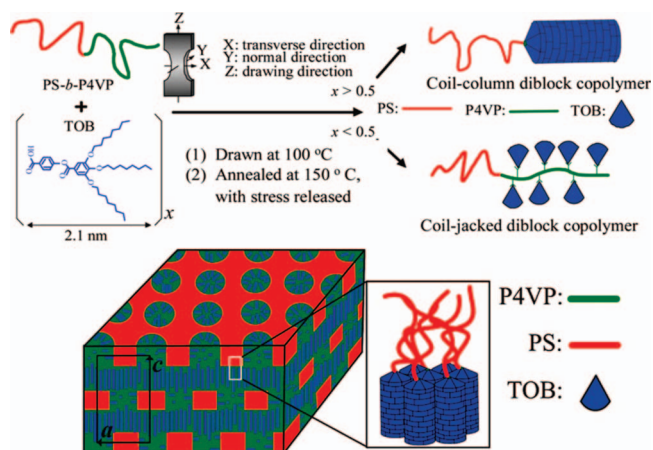 Z
Y
X
X: transverse direction
Y: normal direction
Z: drawing direction
PS-b-P4VP
+
TOB
OH
O
O
O
O
O
O
x
2.1 nm
x > 0.5
x < 0.5
(1) Drawn at 100 °C
(2) Annealed at 150 ° C,
with stress released
Coil-column diblock copolymer
PS: P4VP: TOB:
Coil-jacked diblock copolymer
c
a
P4VP:
PS:
TOB: